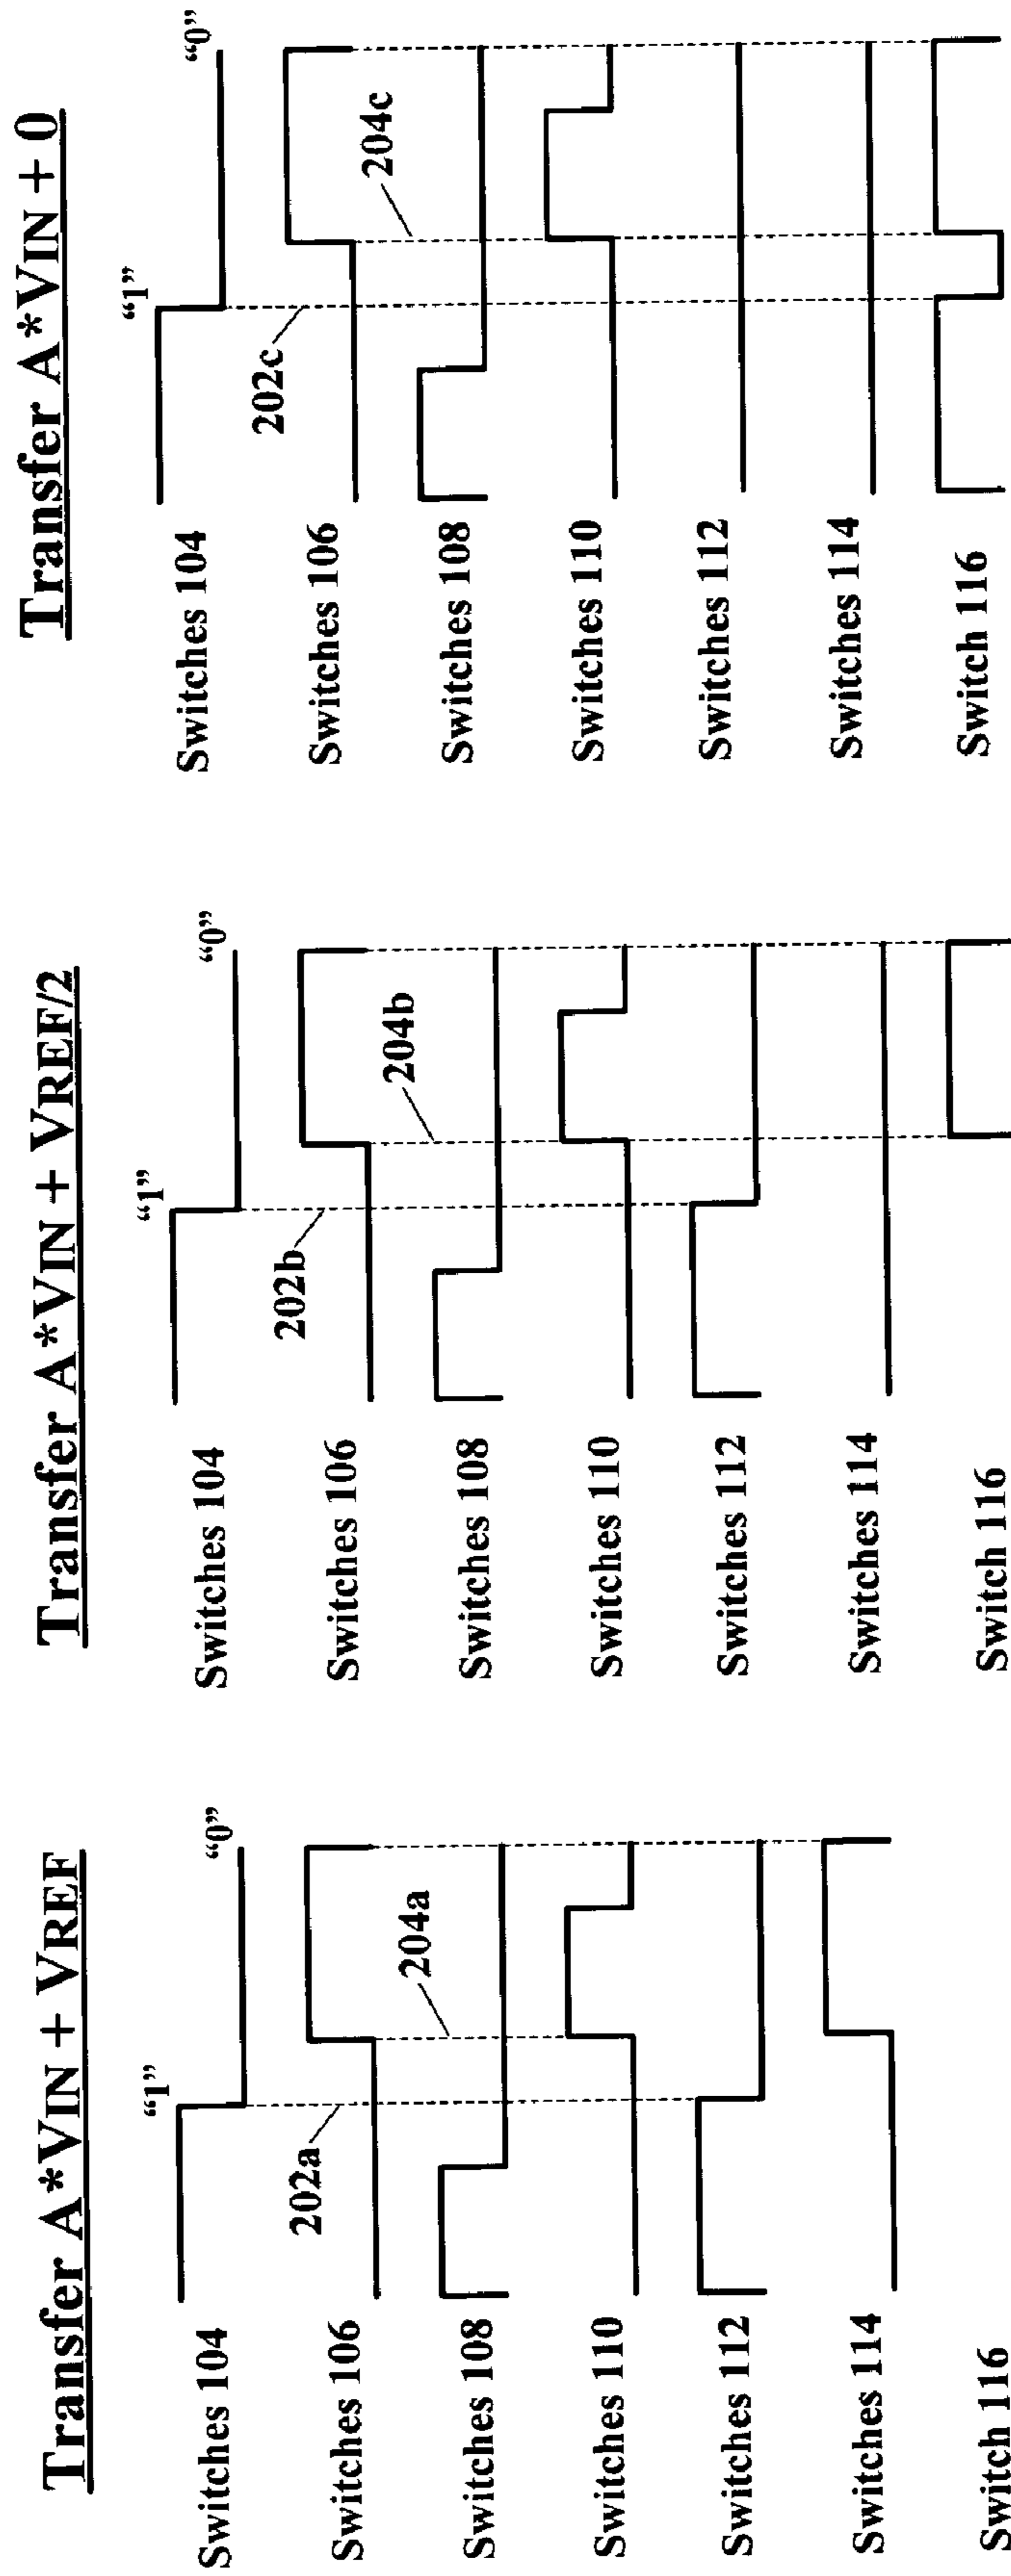 Transfer A*VIN + VREF
"1"
"0"
Switches 104
202a
Switches 106
204a
Switches 108
Switches 110
Switches 112
Switches 114
Switch 116
Transfer A*VIN + VREF/2
"1"
"0"
Switches 104
202b
Switches 106
204b
Switches 108
Switches 110
Switches 112
Switches 114
Switch 116
Transfer A*VIN + 0
"1"
"0"
Switches 104
202c
Switches 106
204c
Switches 108
Switches 110
Switches 112
Switches 114
Switch 116